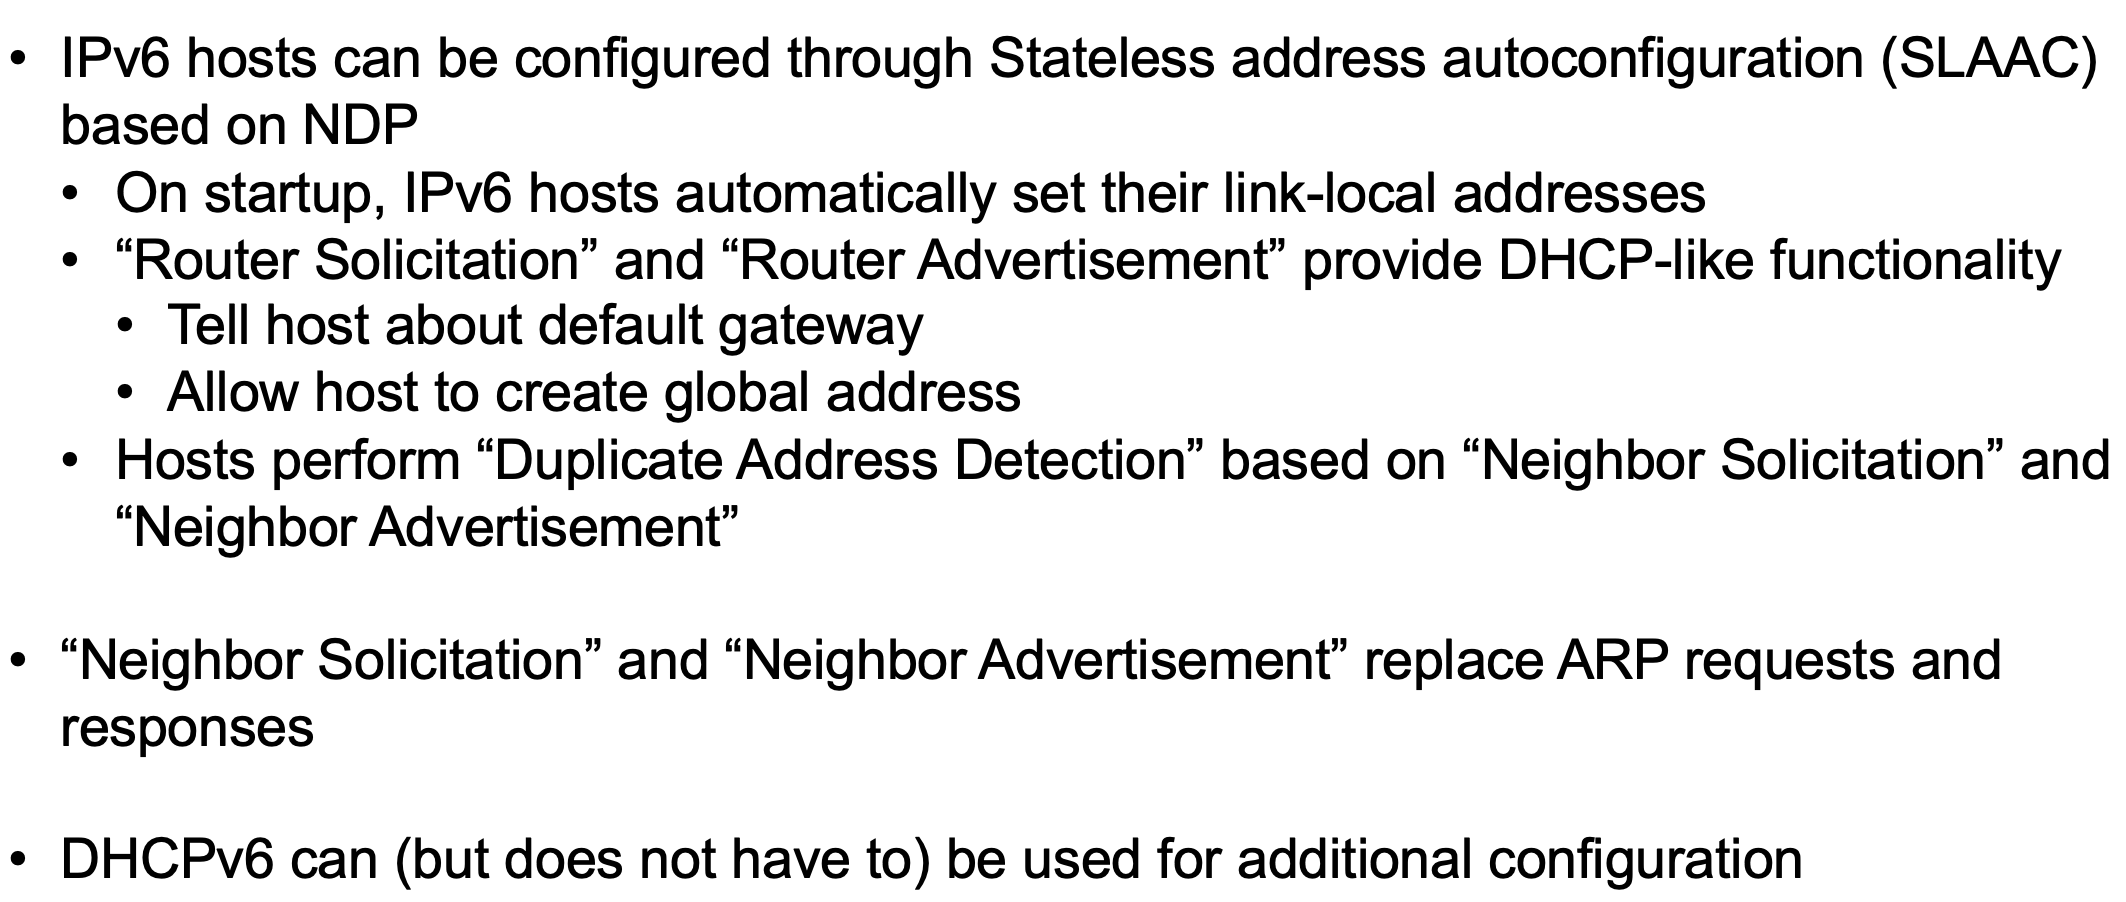 • IPv6 hosts can be configured through Stateless address autoconfiguration (SLAAC)
based on NDP
• On startup, IPv6 hosts automatically set their link-local addresses
• “Router Solicitation” and “Router Advertisement” provide DHCP-like functionality
• Tell host about default gateway
• Allow host to create global address
• Hosts perform “Duplicate Address Detection” based on “Neighbor Solicitation” and
“Neighbor Advertisement”
• “Neighbor Solicitation” and “Neighbor Advertisement” replace ARP requests and
responses
• DHCPv6 can (but does not have to) be used for additional configuration